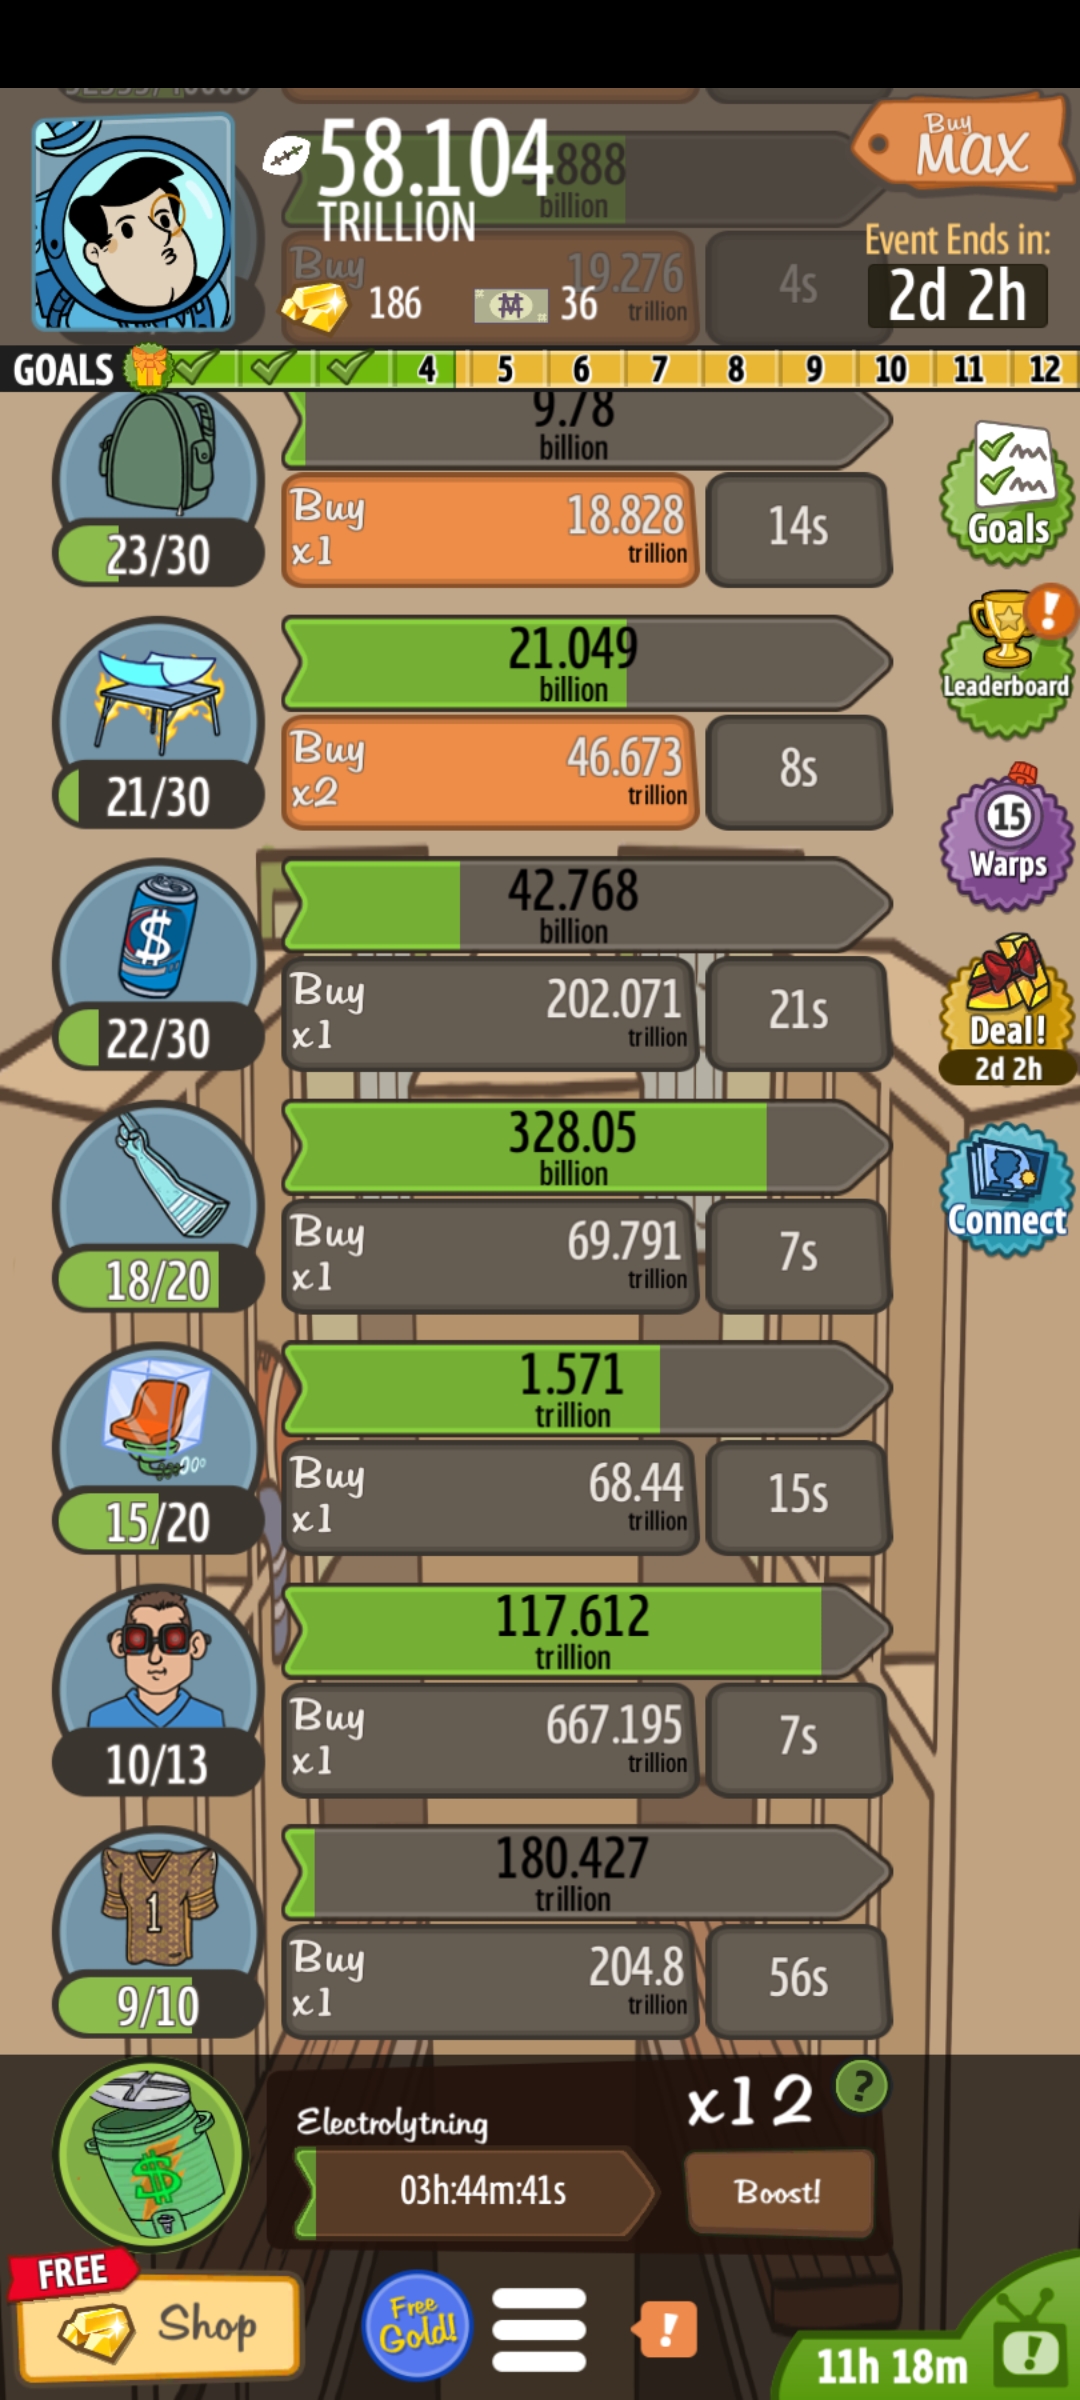 58.104
TRILLION
.888
billion
Buy
MAX
Event Ends in:
2d 2h
Buy
19.276
trillion
4s
186
36
GOALS 4 5 6 7 8 9 10 11 12
9.78
billion
23/30
Buy
x1
18.828
trillion
14s
Goals
21.049
billion
21/30
Buy
x2
46.673
trillion
8s
Leaderboard
!
42.768
billion
$
22/30
Buy
x1
202.071
trillion
21s
15
Warps
Deal!
2d 2h
328.05
billion
18/20
Buy
x1
69.791
trillion
7s
Connect
1.571
trillion
15/20
Buy
x1
68.44
trillion
15s
117.612
trillion
10/13
Buy
x1
667.195
trillion
7s
180.427
trillion
1
9/10
Buy
x1
204.8
trillion
56s
$
Electrolytning
x12
?
03h:44m:41s
Boost!
FREE
Shop
Free
Gold!
!
11h 18m
!